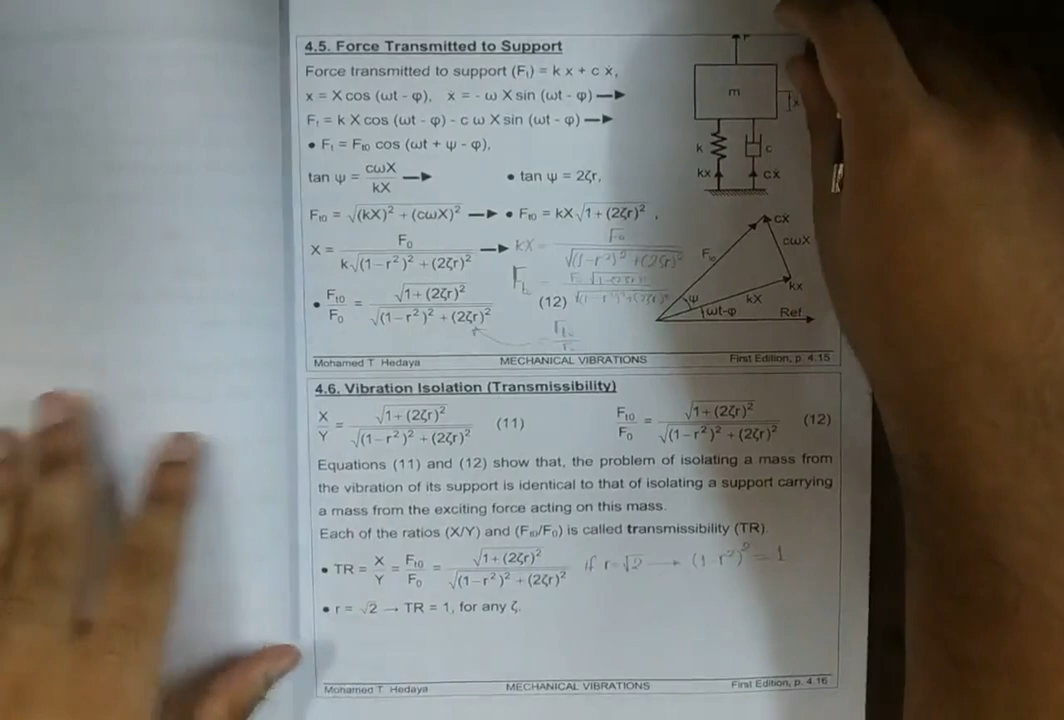 4.5. Force Transmitted to Support
Force transmitted to support (Fₜ) = k x + c ẋ,
x = X cos (ωt - φ), ẋ = - ω X sin (ωt - φ) →
Fₜ = k X cos (ωt - φ) - c ω X sin (ωt - φ) →
• Fₜ = Fₜ₀ cos (ωt + ψ - φ),
tan ψ = cωX / kX → • tan ψ = 2ζr,
Fₜ₀ = √((kX)² + (cωX)²) → • Fₜ₀ = kX√(1 + (2ζr)²) ,
X = F₀ / (k√((1−r²)² + (2ζr)²)) → kX = F₀ / √((1−r²)² + (2ζr)²)
• Fₜ₀/F₀ = √(1 + (2ζr)²) / √((1−r²)² + (2ζr)²) (12)
m
x
k
c
kx
cẋ
cẋ
cωX
Fₜ₀
kx
ψ
kX
ωt-φ
Ref.
Mohamed T. Hedaya MECHANICAL VIBRATIONS First Edition, p. 4.15
4.6. Vibration Isolation (Transmissibility)
X/Y = √(1 + (2ζr)²) / √((1−r²)² + (2ζr)²) (11) Fₜ₀/F₀ = √(1 + (2ζr)²) / √((1−r²)² + (2ζr)²) (12)
Equations (11) and (12) show that, the problem of isolating a mass from
the vibration of its support is identical to that of isolating a support carrying
a mass from the exciting force acting on this mass.
Each of the ratios (X/Y) and (Fₜ₀/F₀) is called transmissibility (TR).
• TR = X/Y = Fₜ₀/F₀ = √(1 + (2ζr)²) / √((1−r²)² + (2ζr)²) if r=√2 → (1-r²)² = 1
• r = √2 → TR = 1, for any ζ.
Mohamed T. Hedaya MECHANICAL VIBRATIONS First Edition, p. 4.16